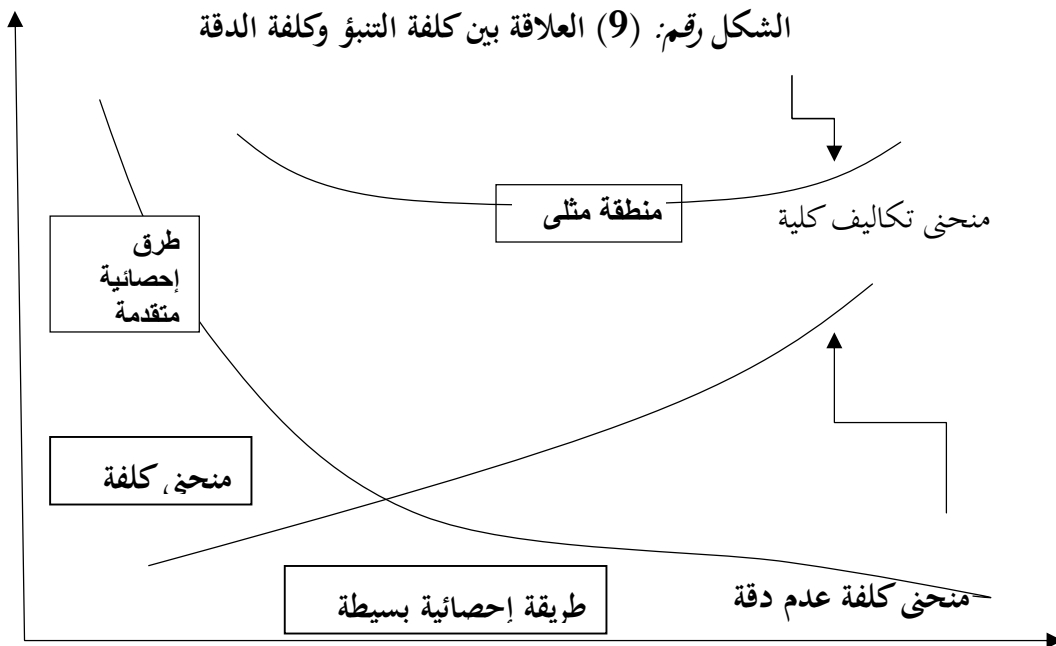 الشكل رقم: (9) العلاقة بين كلفة التنبؤ وكلفة الدقة
منطقة مثلى
منحنى تكاليف كلية
طرق
إحصائية
متقدمة
منحنى كلفة
طريقة إحصائية بسيطة
منحنى كلفة عدم دقة